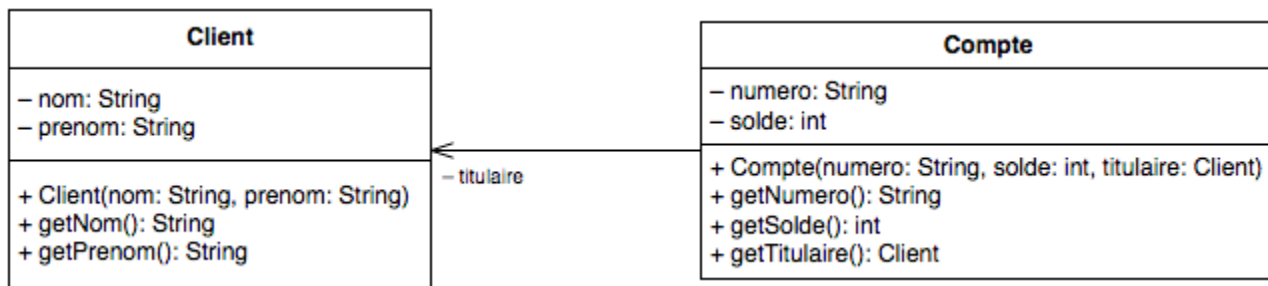 Client
– nom: String
– prenom: String
+ Client(nom: String, prenom: String)
+ getNom(): String
+ getPrenom(): String
– titulaire
Compte
– numero: String
– solde: int
+ Compte(numero: String, solde: int, titulaire: Client)
+ getNumero(): String
+ getSolde(): int
+ getTitulaire(): Client